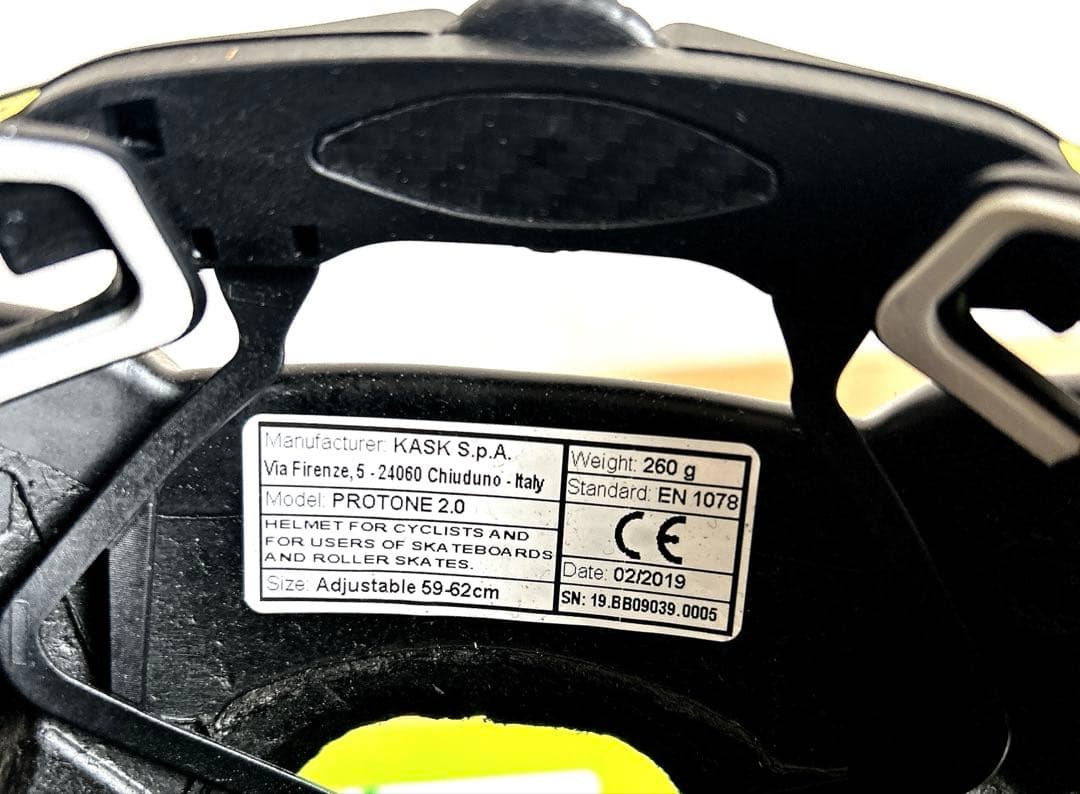 Manufacturer: KASK S.p.A.
Via Firenze, 5 - 24060 Chiuduno - Italy
Model: PROTONE 2.0
HELMET FOR CYCLISTS AND
FOR USERS OF SKATEBOARDS
AND ROLLER SKATES.
Size: Adjustable 59-62cm
Weight: 260 g
Standard: EN 1078
CE
Date: 02/2019
SN: 19.BB09039.0005